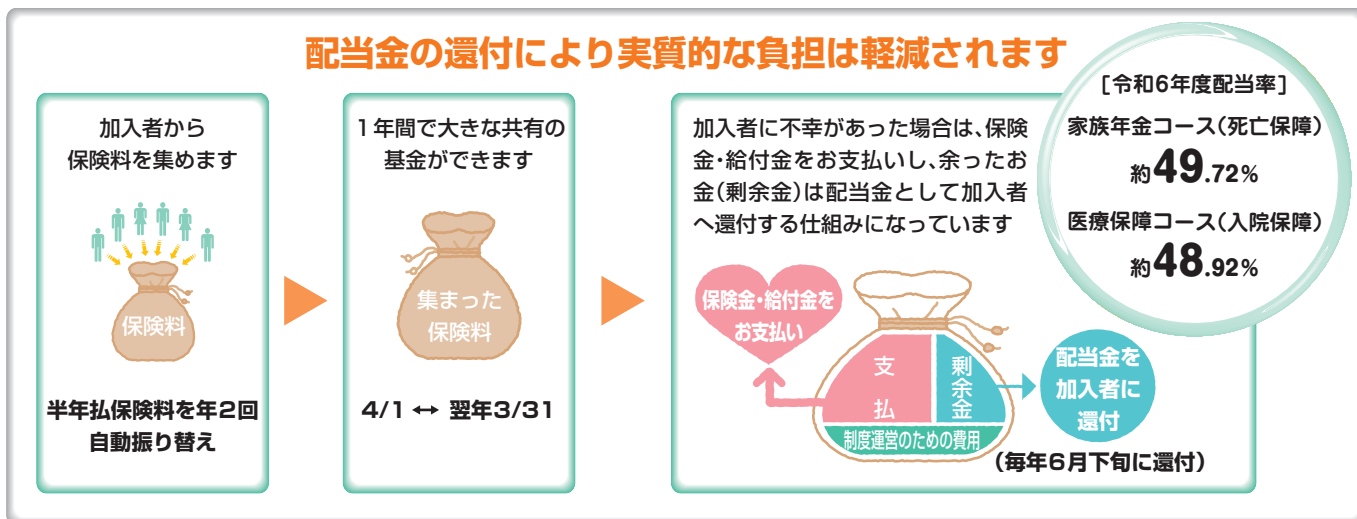 配当金の還付により実質的な負担は軽減されます
加入者から
保険料を集めます
保険料
半年払保険料を年2回
自動振り替え
1年間で大きな共有の
基金ができます
集まった
保険料
4/1 ↔ 翌年3/31
加入者に不幸があった場合は、保険
金・給付金をお支払いし、余ったお
金(剰余金)は配当金として加入者
へ還付する仕組みになっています
保険金・給付金を
お支払い
支払
剰余金
制度運営のための費用
配当金を
加入者に
還付
(毎年6月下旬に還付)
[令和6年度配当率]
家族年金コース(死亡保障)
約49.72%
医療保障コース(入院保障)
約48.92%